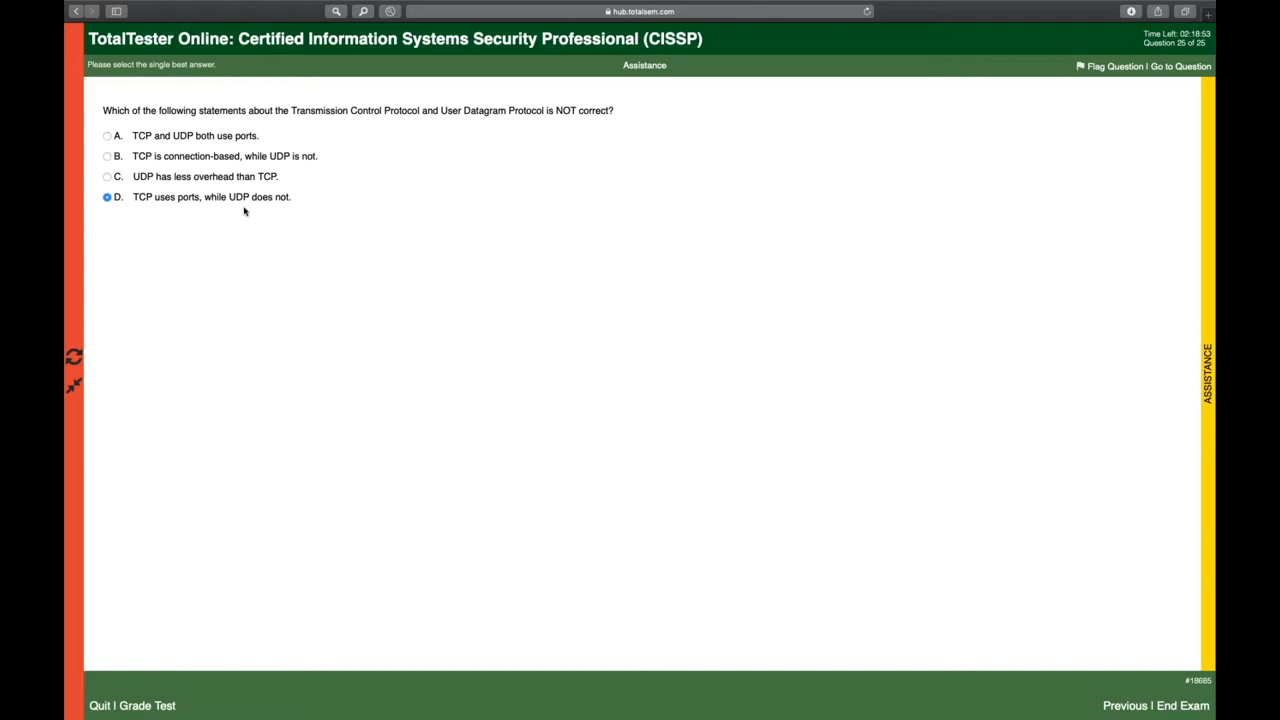 hub.totalsem.com
TotalTester Online: Certified Information Systems Security Professional (CISSP)
Time Left: 02:18:53
Question 25 of 25
Please select the single best answer.
Assistance
Flag Question | Go to Question
Which of the following statements about the Transmission Control Protocol and User Datagram Protocol is NOT correct?
A. TCP and UDP both use ports.
B. TCP is connection-based, while UDP is not.
C. UDP has less overhead than TCP.
D. TCP uses ports, while UDP does not.
ASSISTANCE
#18685
Quit | Grade Test
Previous | End Exam